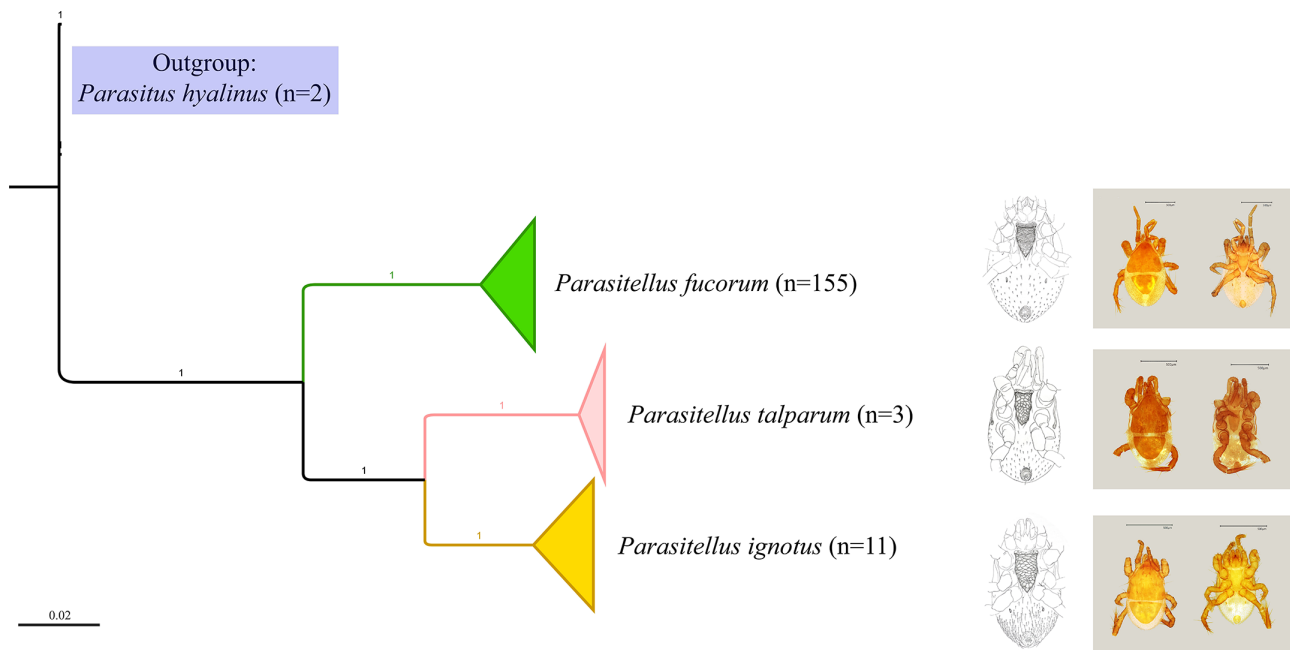 1
Outgroup:
Parasitus hyalinus (n=2)
1
Parasitellus fucorum (n=155)
1
1
Parasitellus talparum (n=3)
1
1
Parasitellus ignotus (n=11)
0.02